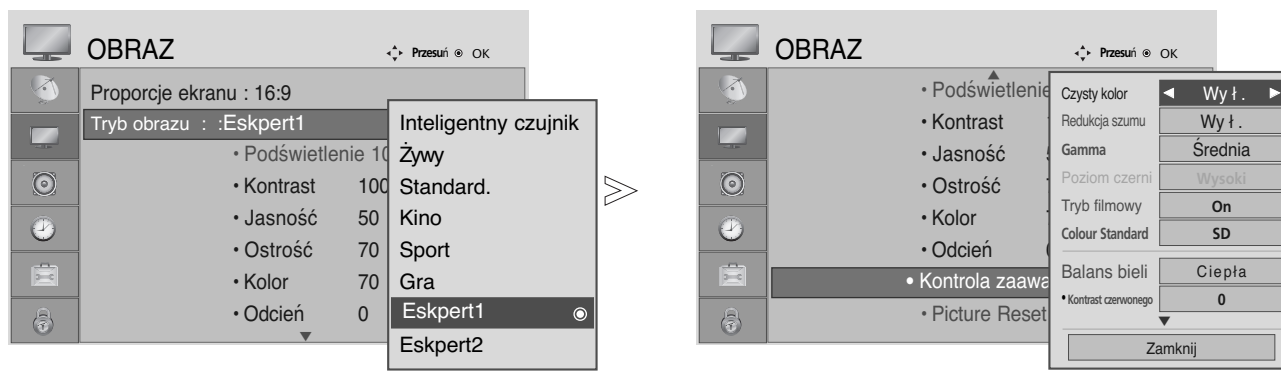 OBRAZ
Przesuń OK
Proporcje ekranu : 16:9
Tryb obrazu : :Eskpert1
• Podświetlenie 10
• Kontrast 100
• Jasność 50
• Ostrość 70
• Kolor 70
• Odcień 0
Inteligentny czujnik
Żywy
Standard.
Kino
Sport
Gra
Eskpert1
Eskpert2
OBRAZ
Przesuń OK
• Podświetlenie
• Kontrast
• Jasność
• Ostrość
• Kolor
• Odcień
• Kontrola zaawa
• Picture Reset
Czysty kolor Wył.
Redukcja szumu Wył.
Gamma Średnia
Poziom czerni Wysoki
Tryb filmowy On
Colour Standard SD
Balans bieli Ciepła
• Kontrast czerwonego 0
Zamknij